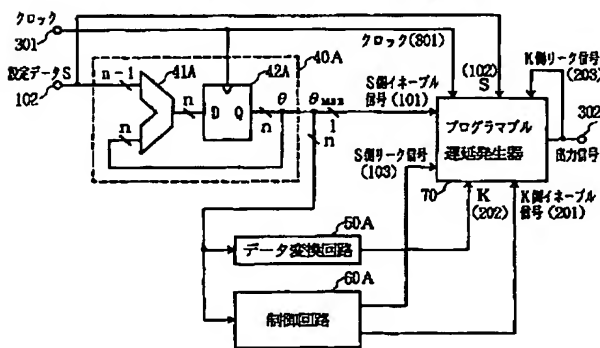 クロック
301
設定データS
102
n-1
41A
n
n
42A
D Q
n
θ
40A
θMSB
1
n
クロック(301)
S側イネーブル
信号(101)
S側リーク信号
(103)
(102)
S
K側リーク信号
(203)
プログラマブル
遅延発生器
302
出力信号
70
K
(202)
K側イネーブル
信号(201)
50A
データ変換回路
60A
制御回路